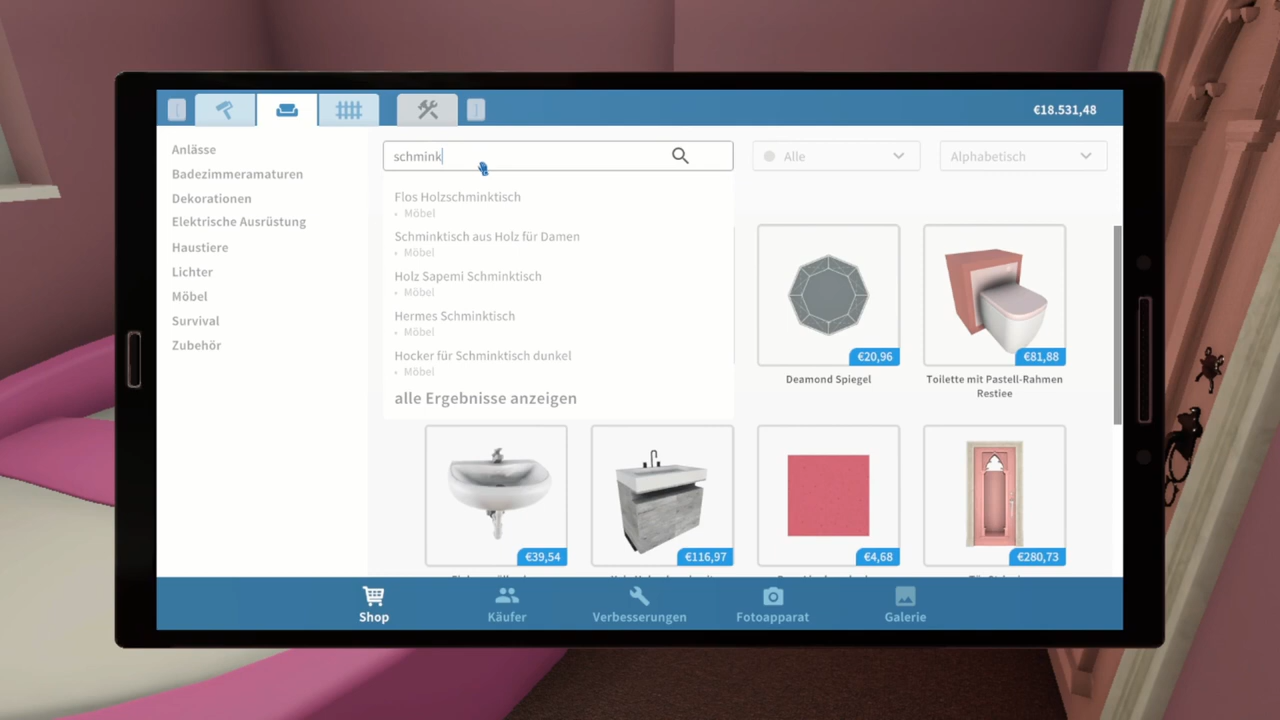 €18.531,48
Anlässe
Badezimmeramaturen
Dekorationen
Elektrische Ausrüstung
Haustiere
Lichter
Möbel
Survival
Zubehör
schmink
Alle
Alphabetisch
Flos Holzschminktisch
• Möbel
Schminktisch aus Holz für Damen
• Möbel
Holz Sapemi Schminktisch
• Möbel
Hermes Schminktisch
• Möbel
Hocker für Schminktisch dunkel
• Möbel
alle Ergebnisse anzeigen
€20,96
Deamond Spiegel
€81,88
Toilette mit Pastell-Rahmen
Restiee
€39,54
€116,97
€4,68
€280,73
Shop
Käufer
Verbesserungen
Fotoapparat
Galerie